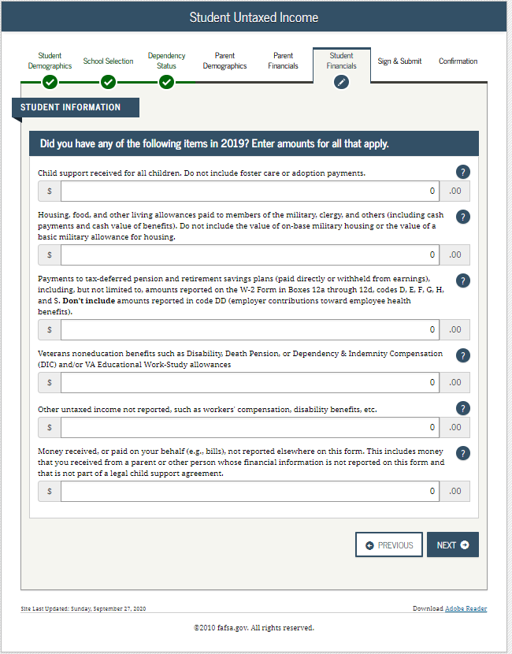 Student Untaxed Income
Student
Demographics
School Selection
Dependency
Status
Parent
Demographics
Parent
Financials
Student
Financials
Sign & Submit
Confirmation
STUDENT INFORMATION
Did you have any of the following items in 2019? Enter amounts for all that apply.
Child support received for all children. Do not include foster care or adoption payments.
?
$ 0 .00
Housing, food, and other living allowances paid to members of the military, clergy, and others (including cash
payments and cash value of benefits). Do not include the value of on-base military housing or the value of a
basic military allowance for housing.
?
$ 0 .00
Payments to tax-deferred pension and retirement savings plans (paid directly or withheld from earnings),
including, but not limited to, amounts reported on the W-2 Form in Boxes 12a through 12d, codes D, E, F, G, H,
and S. Don't include amounts reported in code DD (employer contributions toward employee health
benefits).
?
$ 0 .00
Veterans noneducation benefits such as Disability, Death Pension, or Dependency & Indemnity Compensation
(DIC) and/or VA Educational Work-Study allowances
?
$ 0 .00
Other untaxed income not reported, such as workers' compensation, disability benefits, etc.
?
$ 0 .00
Money received, or paid on your behalf (e.g., bills), not reported elsewhere on this form. This includes money
that you received from a parent or other person whose financial information is not reported on this form and
that is not part of a legal child support agreement.
?
$ 0 .00
PREVIOUS
NEXT
Site Last Updated: Sunday, September 27, 2020
Download Adobe Reader
©2010 fafsa.gov. All rights reserved.